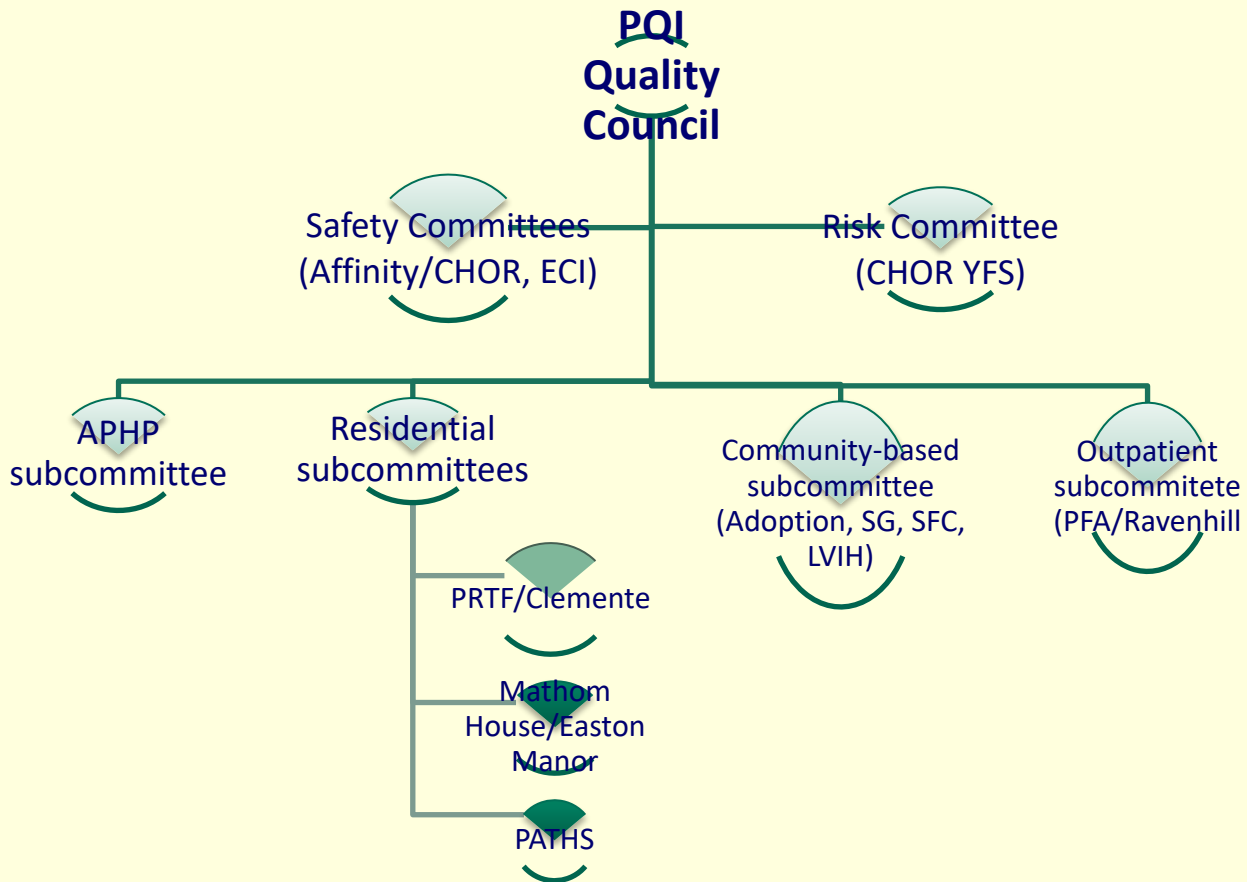 PQI
Quality
Council
Safety Committees
(Affinity/CHOR, ECI)
Risk Committee
(CHOR YFS)
APHP
subcommittee
Residential
subcommittees
Community-based
subcommittee
(Adoption, SG, SFC,
LVIH)
Outpatient
subcommitete
(PFA/Ravenhill
PRTF/Clemente
Mathom
House/Easton
Manor
PATHS